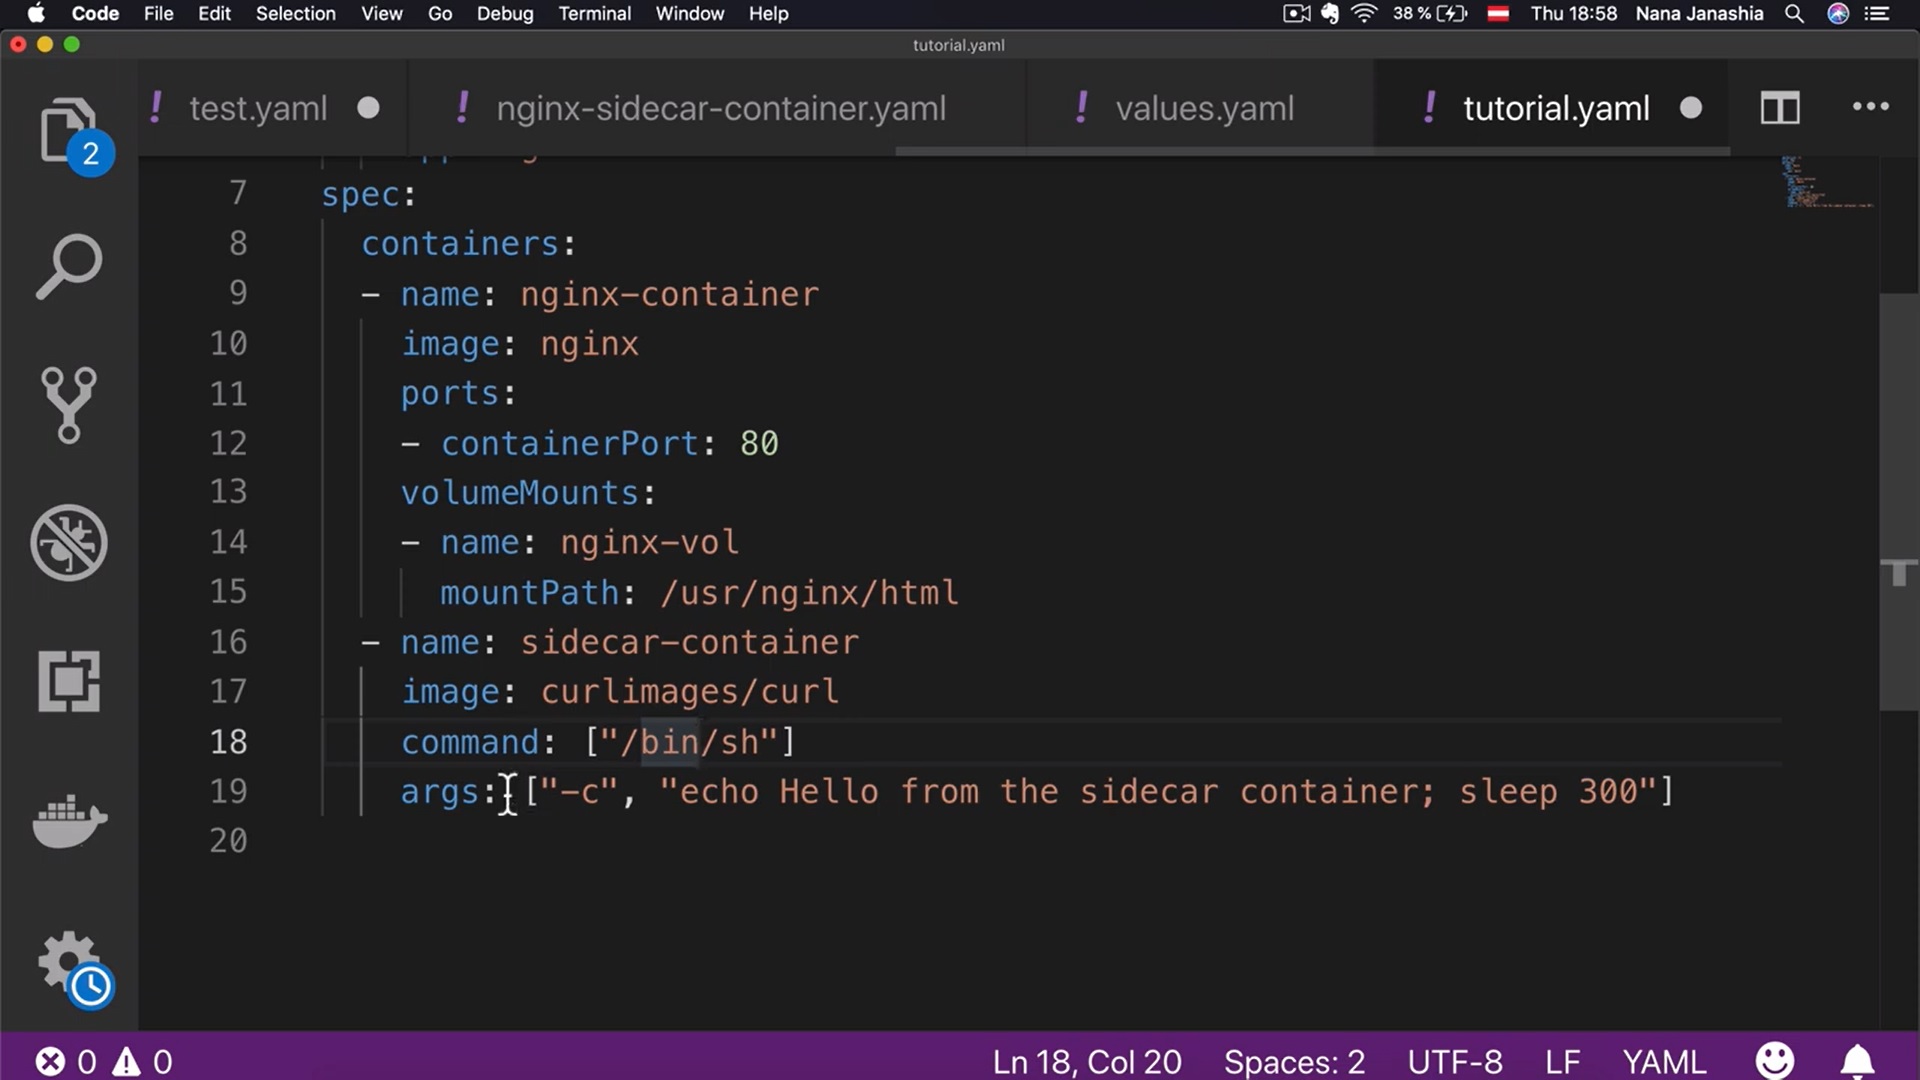 Code File Edit Selection View Go Debug Terminal Window Help 38 % Thu 18:58 Nana Janashia
tutorial.yaml
! test.yaml ! nginx-sidecar-container.yaml ! values.yaml ! tutorial.yaml
2
7 spec:
8 containers:
9 - name: nginx-container
10 image: nginx
11 ports:
12 - containerPort: 80
13 volumeMounts:
14 - name: nginx-vol
15 mountPath: /usr/nginx/html
16 - name: sidecar-container
17 image: curlimages/curl
18 command: ["/bin/sh"]
19 args: ["-c", "echo Hello from the sidecar container; sleep 300"]
20
0 0 Ln 18, Col 20 Spaces: 2 UTF-8 LF YAML